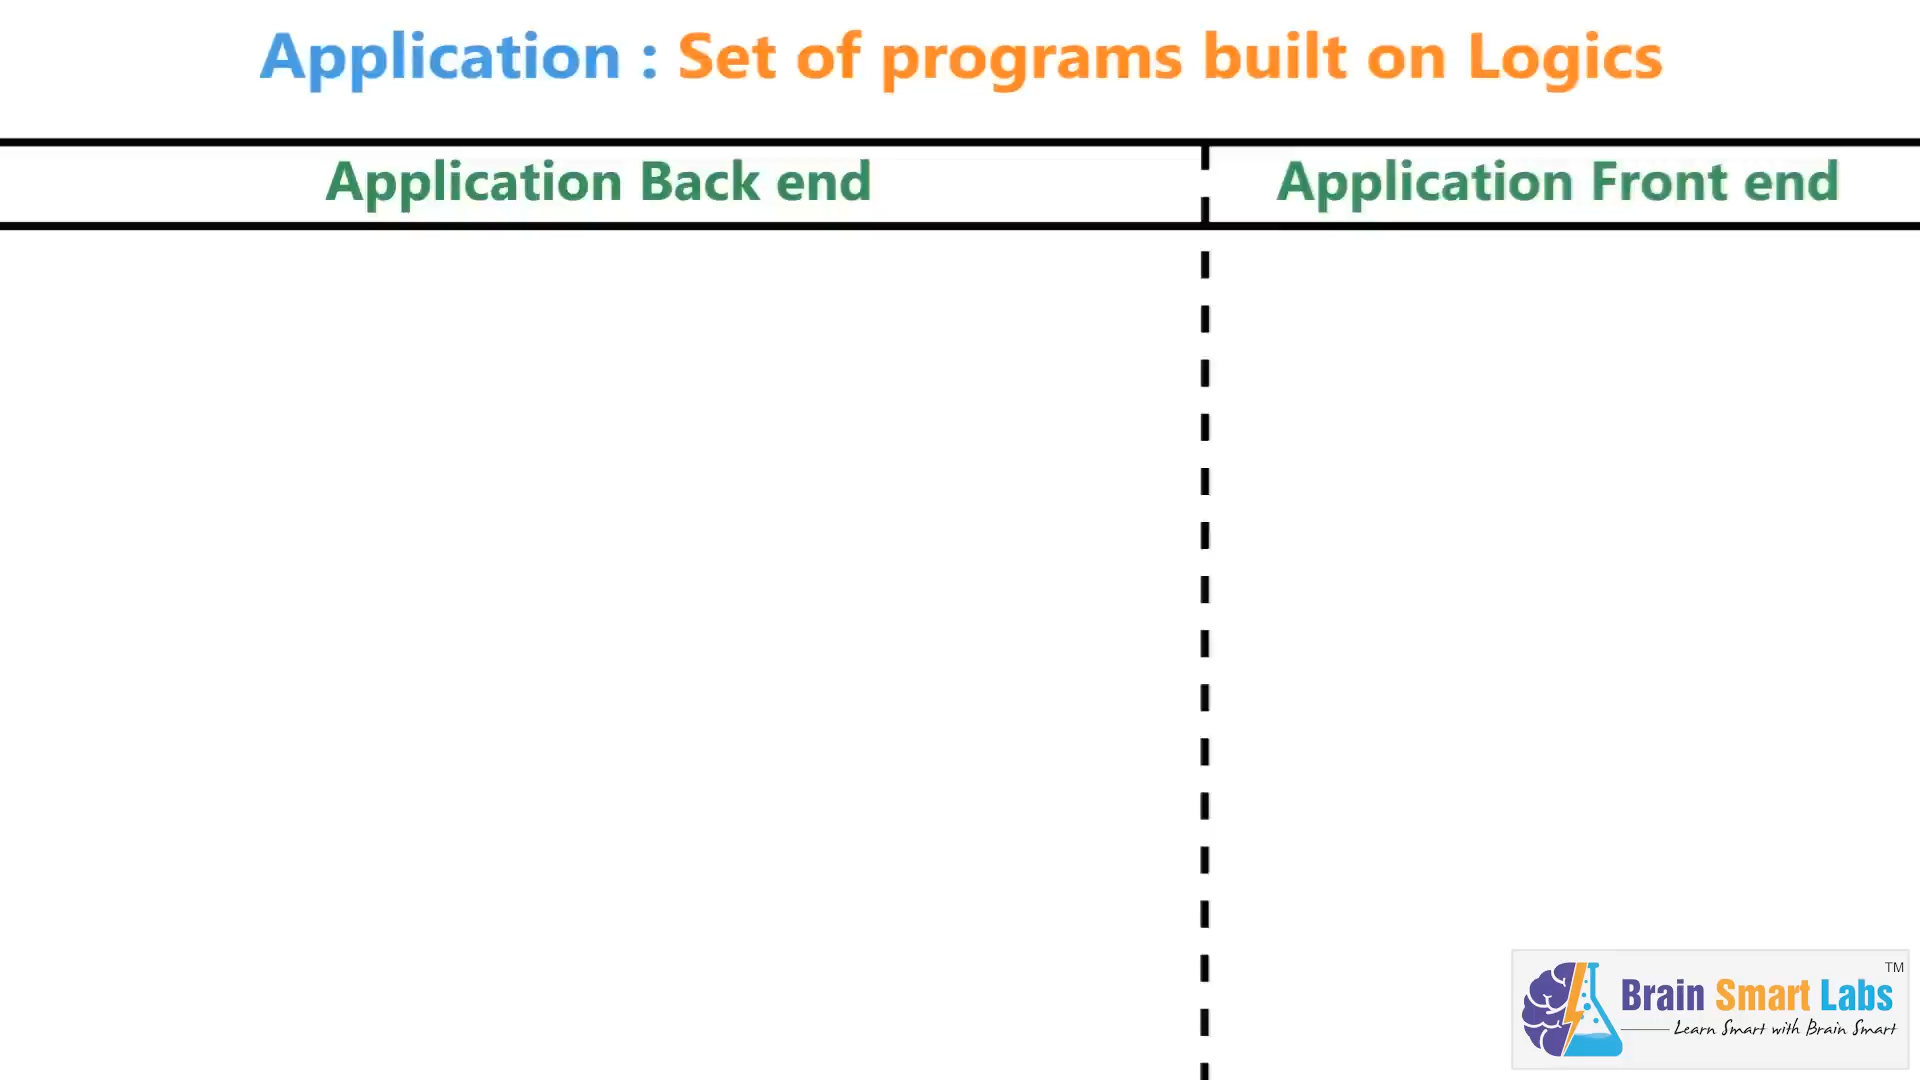 Application : Set of programs built on Logics
Application Back end
Application Front end
Brain Smart Labs TM
Learn Smart with Brain Smart